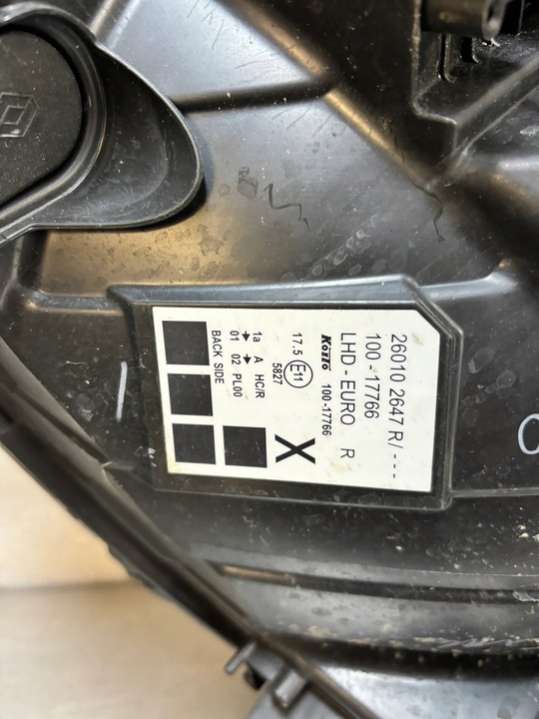 26010 2647 R/ - - -
100 -17766
LHD - EURO R
Koito 100 -17766
X
17.5 E11 5827
1a A HC/R
01 02 PL00
BACK SIDE